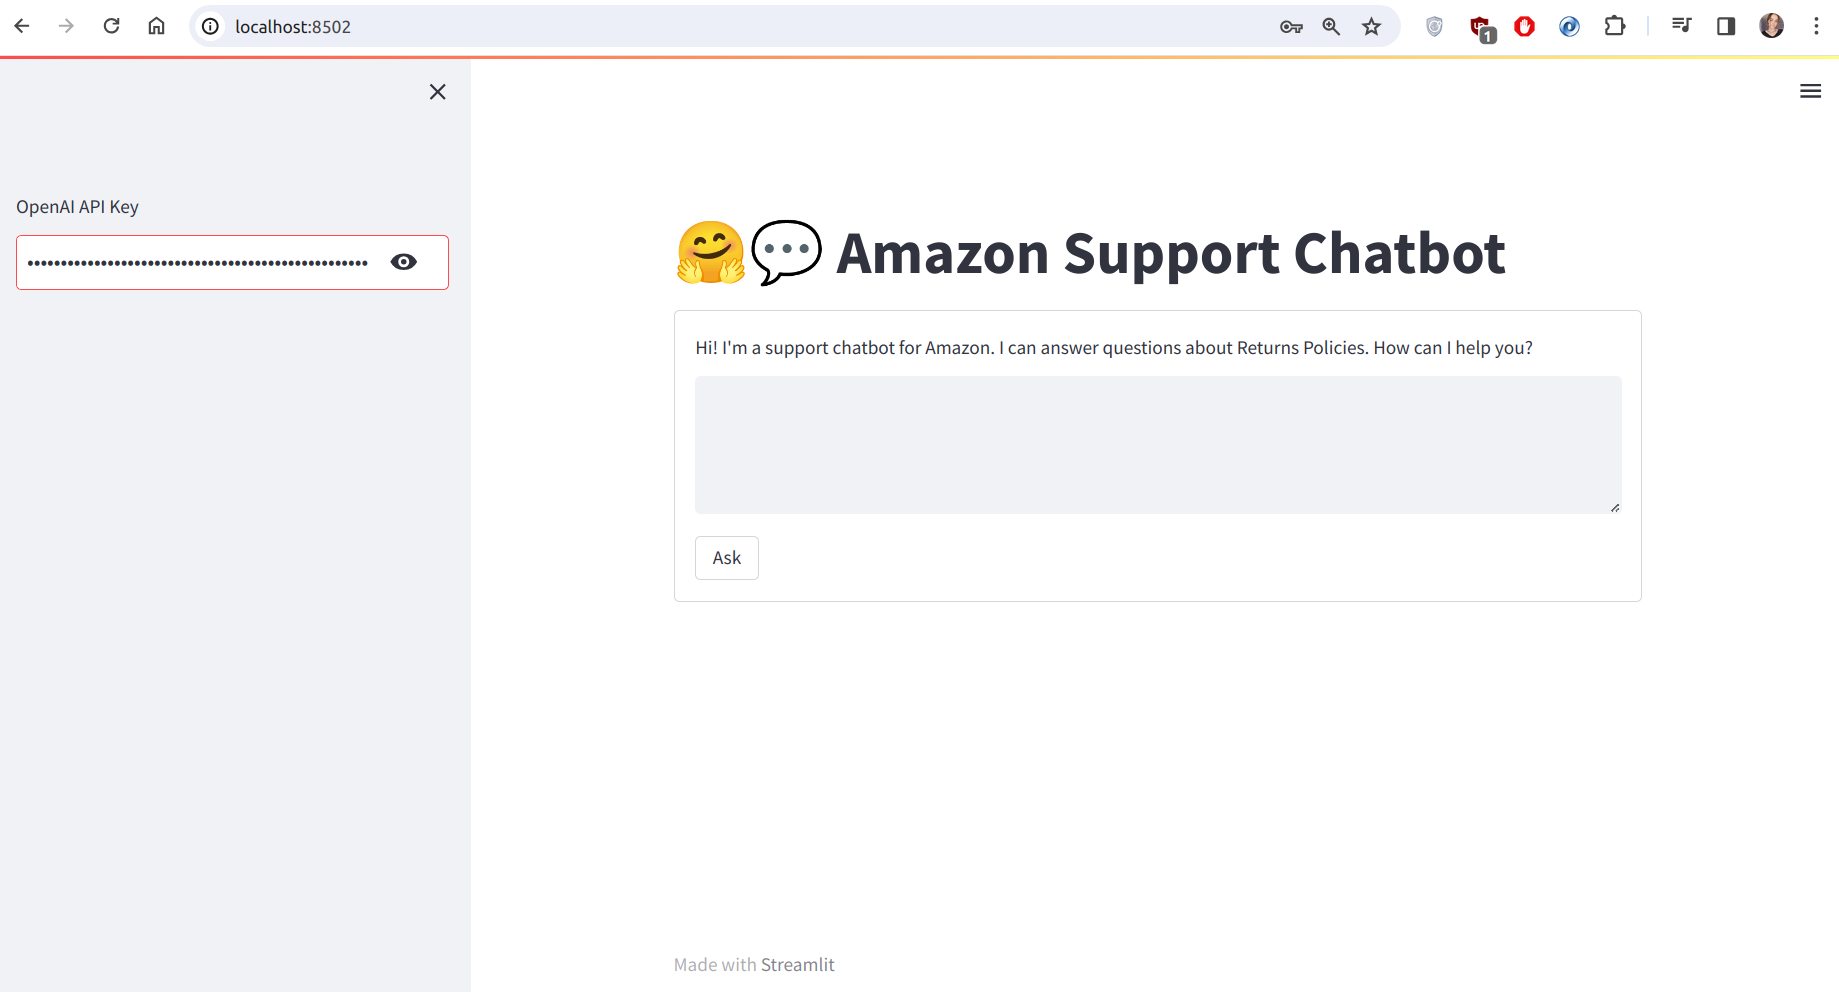 localhost:8502
1
OpenAI API Key
••••••••••••••••••••••••••••••••••••••••••••••••••••
🤗💬 Amazon Support Chatbot
Hi! I'm a support chatbot for Amazon. I can answer questions about Returns Policies. How can I help you?
Ask
Made with Streamlit